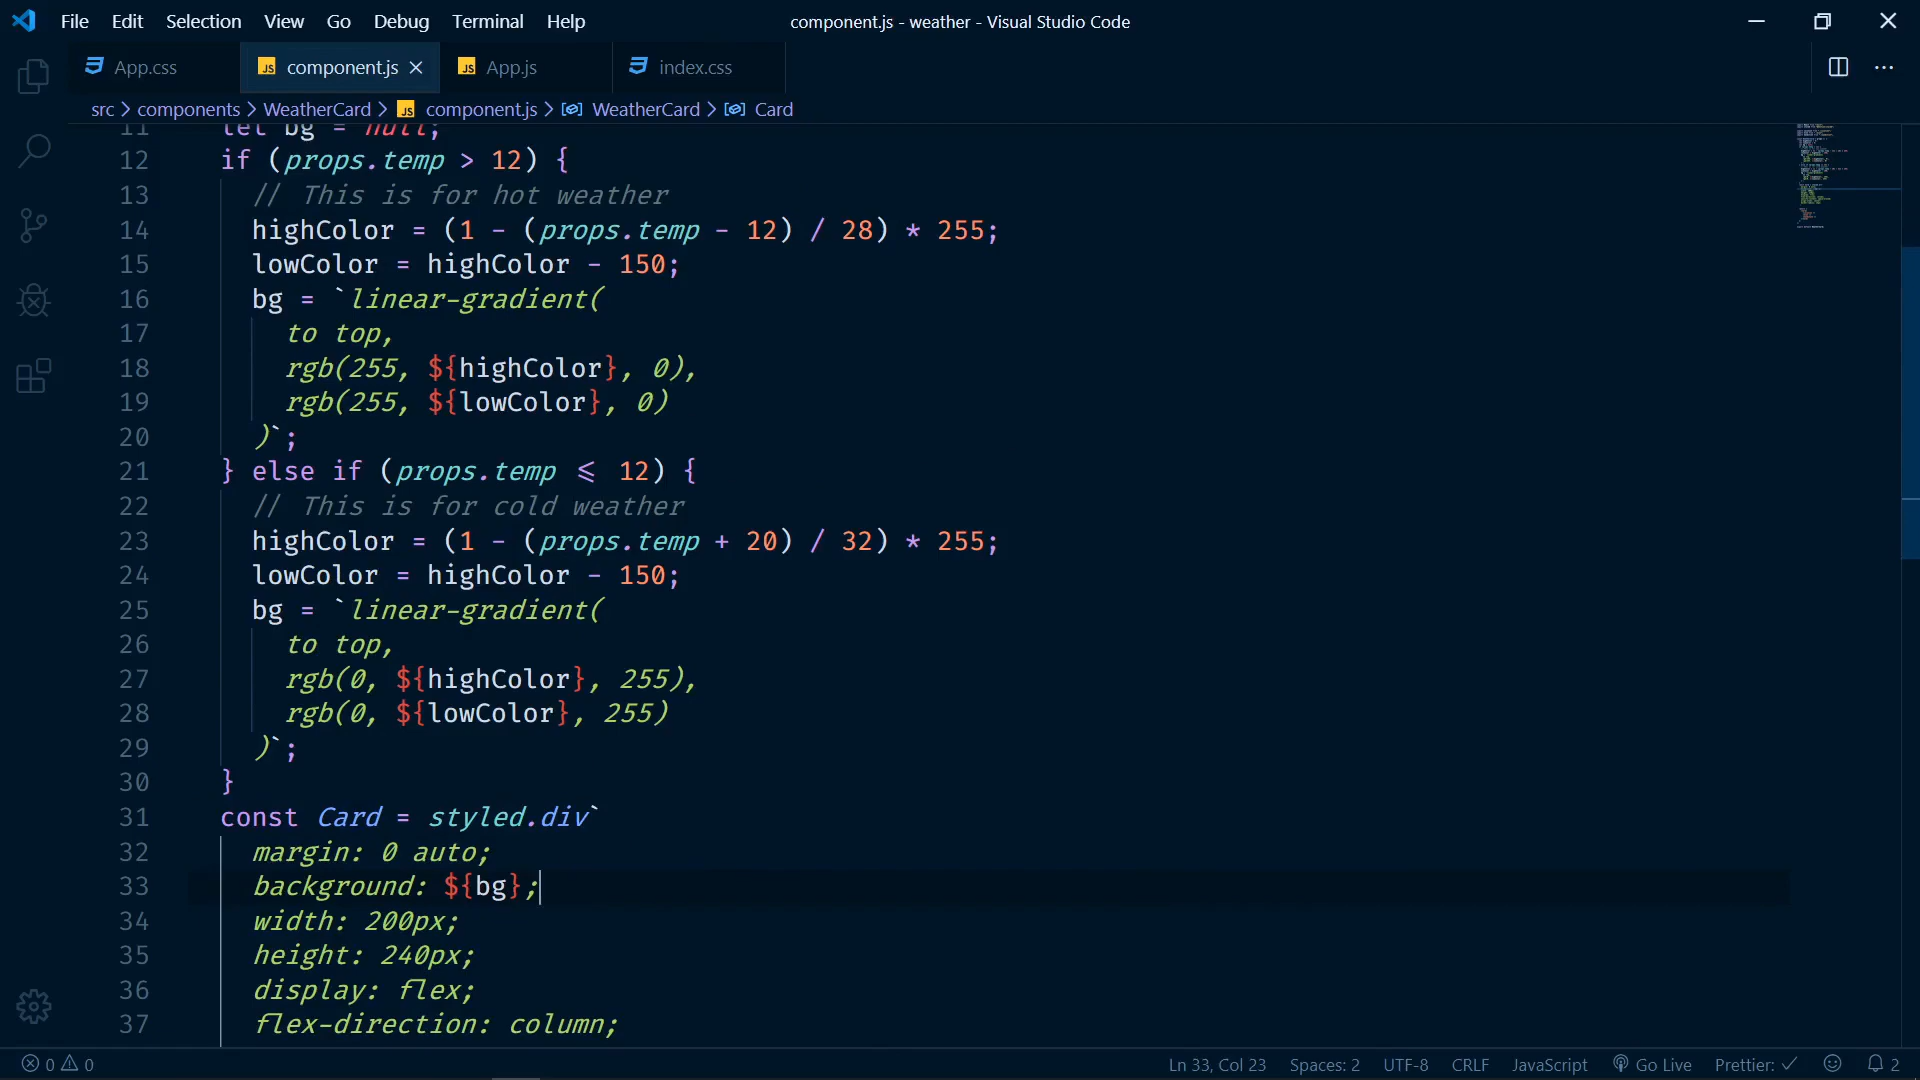 File Edit Selection View Go Debug Terminal Help component.js - weather - Visual Studio Code
App.css component.js App.js index.css
src > components > WeatherCard > component.js > WeatherCard > Card
11 let bg = null;
12 if (props.temp > 12) {
13 // This is for hot weather
14 highColor = (1 - (props.temp - 12) / 28) * 255;
15 lowColor = highColor - 150;
16 bg = `linear-gradient(
17 to top,
18 rgb(255, ${highColor}, 0),
19 rgb(255, ${lowColor}, 0)
20 )`;
21 } else if (props.temp <= 12) {
22 // This is for cold weather
23 highColor = (1 - (props.temp + 20) / 32) * 255;
24 lowColor = highColor - 150;
25 bg = `linear-gradient(
26 to top,
27 rgb(0, ${highColor}, 255),
28 rgb(0, ${lowColor}, 255)
29 )`;
30 }
31 const Card = styled.div`
32 margin: 0 auto;
33 background: ${bg};
34 width: 200px;
35 height: 240px;
36 display: flex;
37 flex-direction: column;
0 0 Ln 33, Col 23 Spaces: 2 UTF-8 CRLF JavaScript Go Live Prettier: ✓ 2